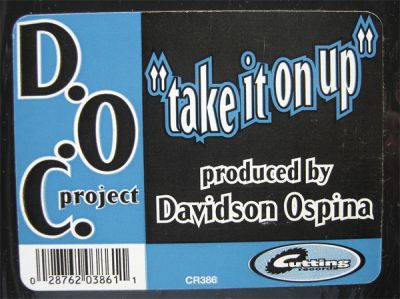 D.O.C.
project
"take it on up"
produced by
Davidson Ospina
0 28762 03861 1
CR386
Cutting
records